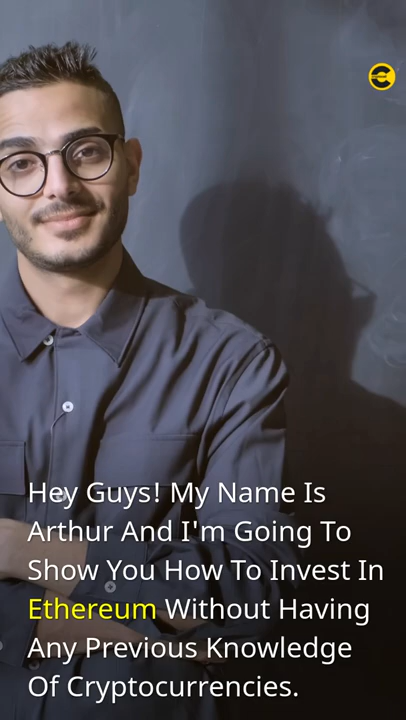 Hey Guys! My Name Is
Arthur And I'm Going To
Show You How To Invest In
Ethereum Without Having
Any Previous Knowledge
Of Cryptocurrencies.